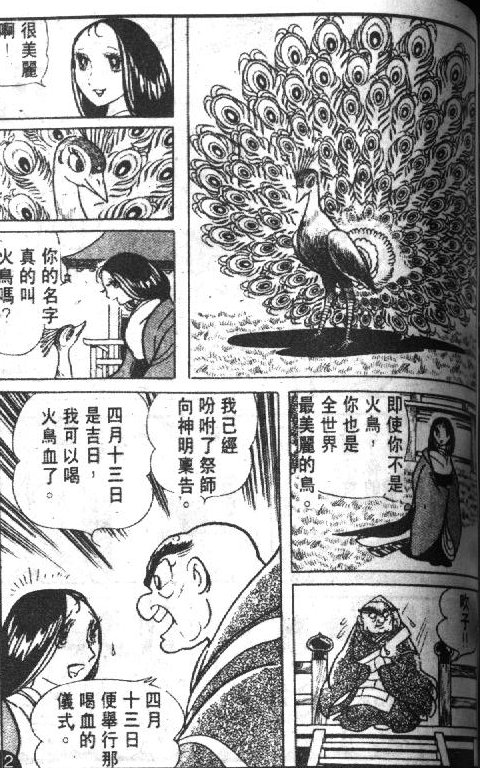 很美麗
啊！
你的名字
真的叫
火鳥嗎？
即使你不是
火鳥，
你也是
全世界
最美麗的鳥。
吹子!!
我已經
吩咐了祭師
向神明稟告。
四月十三日
是吉日，
我可以喝
火鳥血了。
四月
十三日
便舉行那
喝血的
儀式。
2